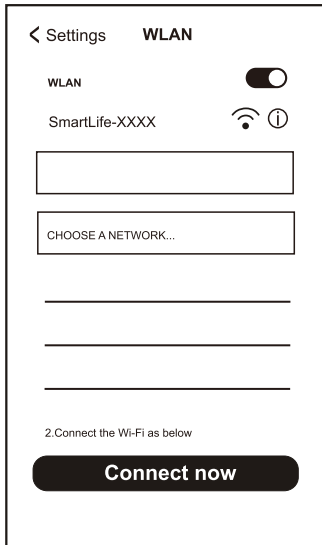 Settings WLAN
WLAN
SmartLife-XXXX
CHOOSE A NETWORK...
2.Connect the Wi-Fi as below
Connect now